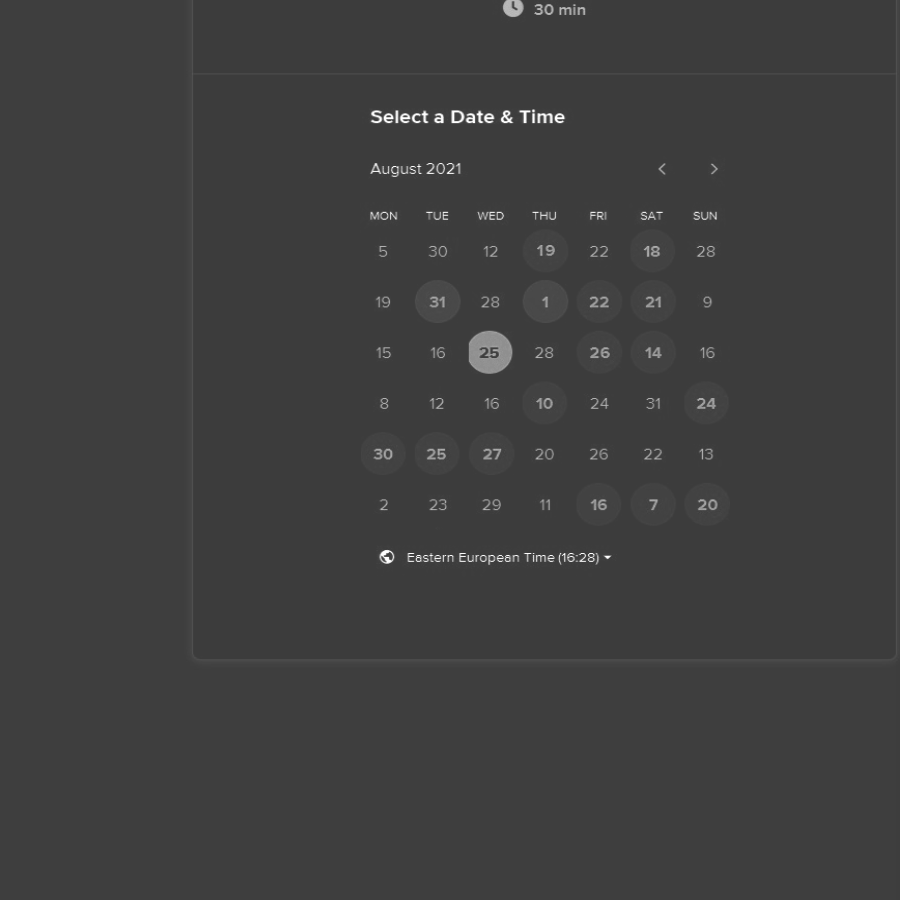 30 min
Select a Date & Time
August 2021
MON TUE WED THU FRI SAT SUN
5 30 12 19 22 18 28
19 31 28 1 22 21 9
15 16 25 28 26 14 16
8 12 16 10 24 31 24
30 25 27 20 26 22 13
2 23 29 11 16 7 20
Eastern European Time (16:28)